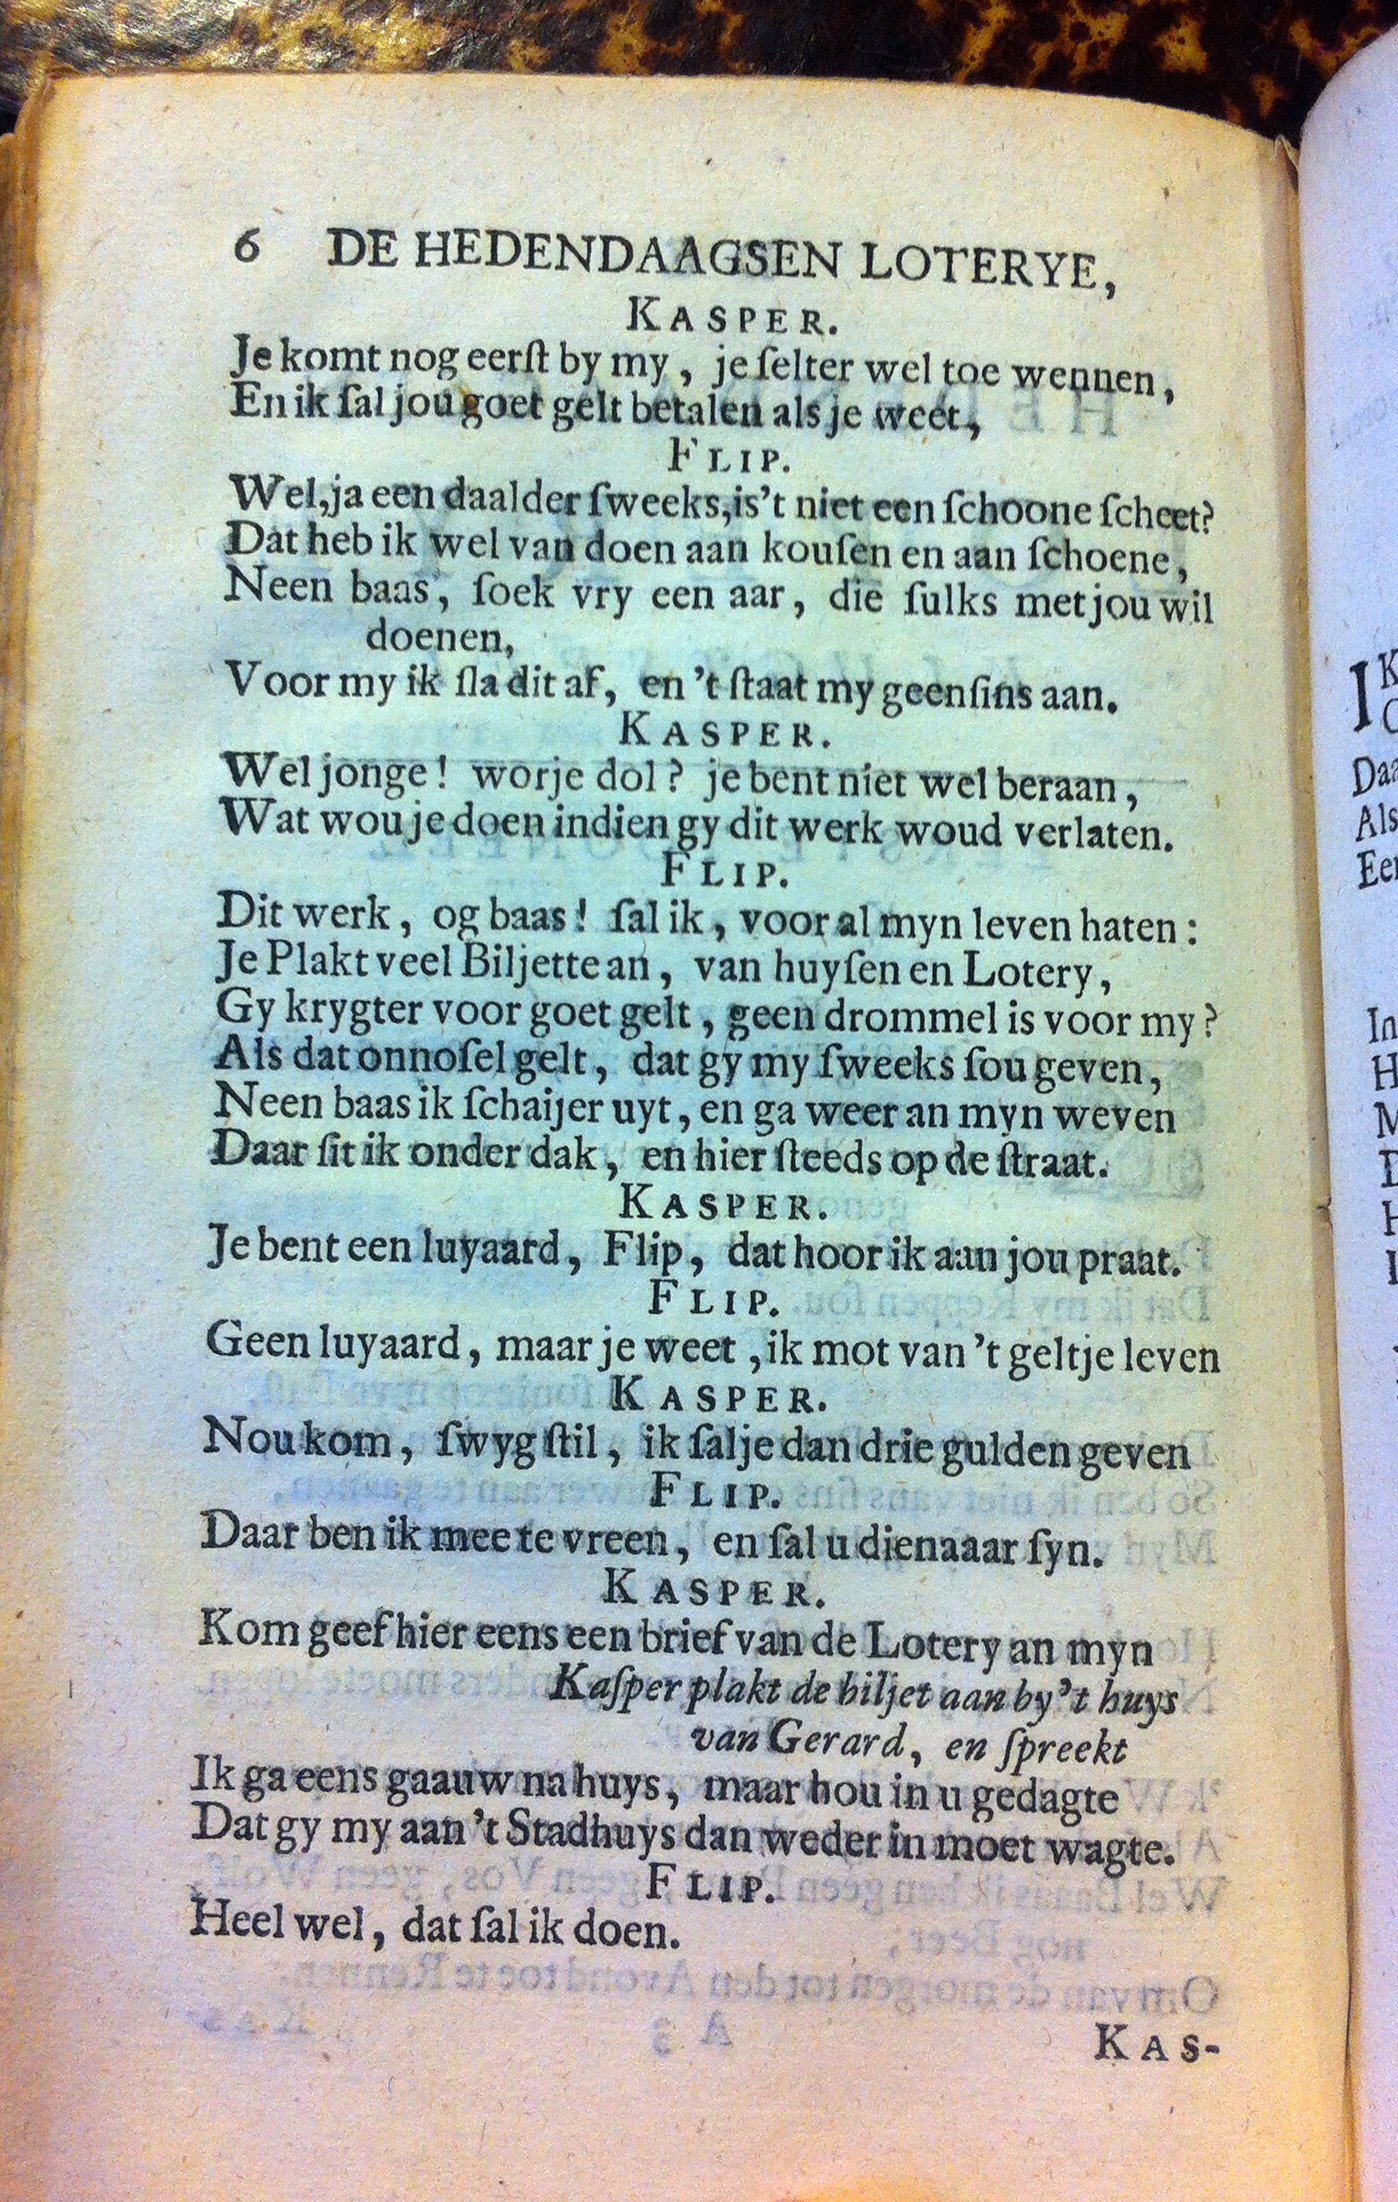 6 DE HEDENDAAGSEN LOTERYE,
KASPER.
Je komt nog eerſt by my, je ſelter wel toe wennen,
En ik ſal jou goet gelt betalen als je weet,
FLIP.
Wel, ja een daalder ſweeks, is't niet een ſchoone ſcheet?
Dat heb ik wel van doen aan kouſen en aan ſchoene,
Neen baas, ſoek vry een aar, die ſulks met jou wil
doenen,
Voor my ik ſla dit af, en 't ſtaat my geenſins aan.
KASPER.
Wel jonge! worje dol? je bent niet wel beraan,
Wat wou je doen indien gy dit werk woud verlaten.
FLIP.
Dit werk, og baas! ſal ik, voor al myn leven haten:
Je Plakt veel Biljette an, van huyſen en Lotery,
Gy krygter voor goet gelt, geen drommel is voor my?
Als dat onnoſel gelt, dat gy my ſweeks ſou geven,
Neen baas ik ſchaijer uyt, en ga weer an myn weven
Daar ſit ik onder dak, en hier ſteeds op de ſtraat.
KASPER.
Je bent een luyaard, Flip, dat hoor ik aan jou praat.
FLIP.
Geen luyaard, maar je weet, ik mot van 't geltje leven
KASPER.
Nou kom, ſwyg ſtil, ik ſal je dan drie gulden geven
FLIP.
Daar ben ik mee te vreen, en ſal u dienaaar ſyn.
KASPER.
Kom geef hier eens een brief van de Lotery an myn
Kaſper plakt de biljet aan by't huys
van Gerard, en ſpreekt
Ik ga eens gaauw na huys, maar hou in u gedagte
Dat gy my aan 't Stadhuys dan weder in moet wagte.
FLIP.
Heel wel, dat ſal ik doen.
KAS-